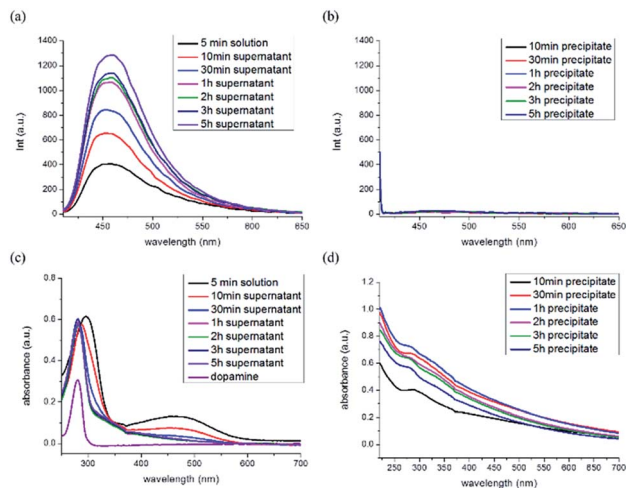 (a)
1400
1200
1000
800
600
400
200
0
Int (a.u.)
450 500 550 600 650
wavelength (nm)
5 min solution
10min supernatant
30min supernatant
1h supernatant
2h supernatant
3h supernatant
5h supernatant
(b)
1400
1200
1000
800
600
400
200
0
Int (a.u.)
450 500 550 600 650
wavelength (nm)
10min precipitate
30min precipitate
1h precipitate
2h precipitate
3h precipitate
5h precipitate
(c)
0.8
0.6
0.4
0.2
0.0
absorbance (a.u.)
300 400 500 600 700
wavelength (nm)
5 min solution
10min supernatant
30min supernatant
1h supernatant
2h supernatant
3h supernatant
5h supernatant
dopamine
(d)
1.2
1.0
0.8
0.6
0.4
0.2
0.0
absorbance (a.u.)
250 300 350 400 450 500 550 600 650 700
wavelength (nm)
10min precipitate
30min precipitate
1h precipitate
2h precipitate
3h precipitate
5h precipitate